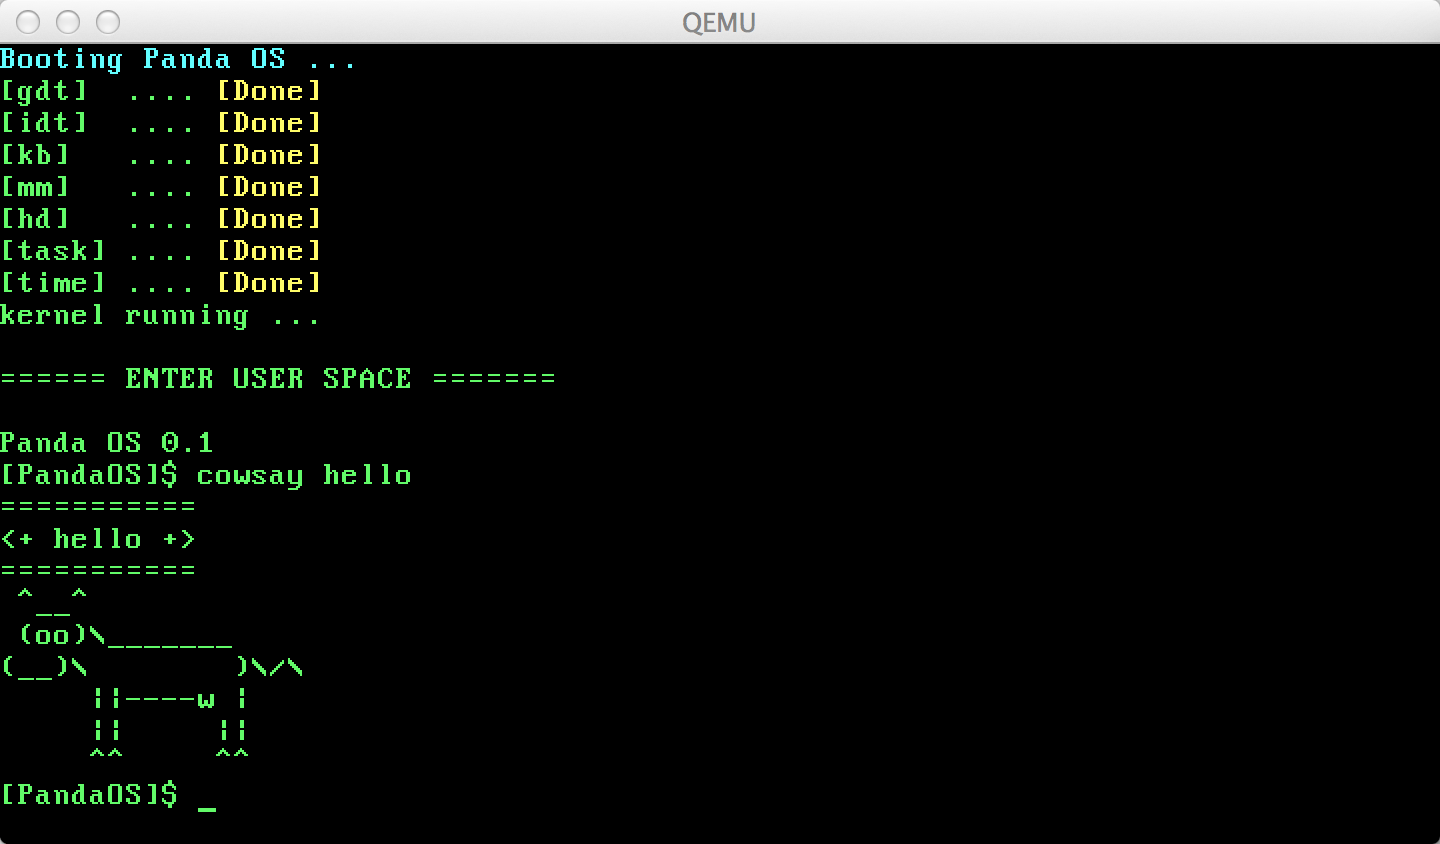 QEMU
Booting Panda OS ...
[gdt]  .... [Done]
[idt]  .... [Done]
[kb]   .... [Done]
[mm]   .... [Done]
[hd]   .... [Done]
[task] .... [Done]
[time] .... [Done]
kernel running ...
====== ENTER USER SPACE =======
Panda OS 0.1
[PandaOS]$ cowsay hello
===========
<+ hello +>
===========
 ^__^
 (oo)\_______
(__)\        )\/\
     ||----w |
     ||     ||
     ^^     ^^
[PandaOS]$ _